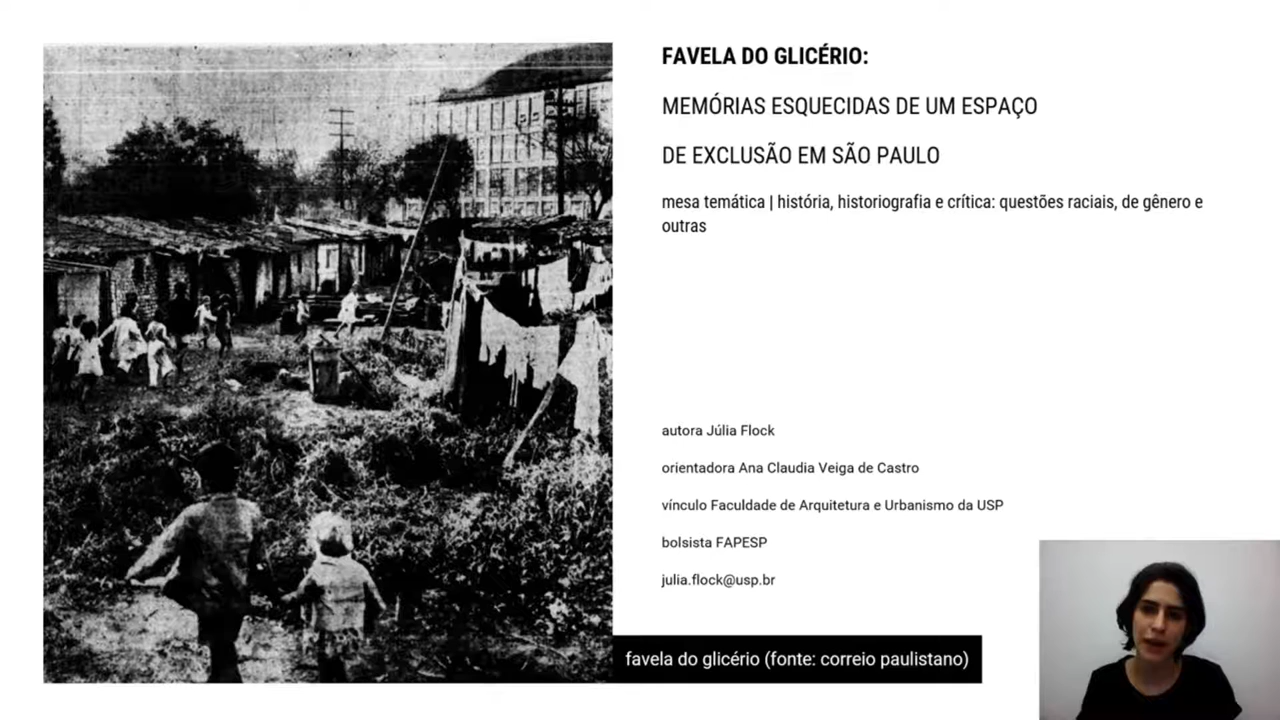 FAVELA DO GLICÉRIO:
MEMÓRIAS ESQUECIDAS DE UM ESPAÇO
DE EXCLUSÃO EM SÃO PAULO
mesa temática | história, historiografia e crítica: questões raciais, de gênero e
outras
autora Júlia Flock
orientadora Ana Claudia Veiga de Castro
vínculo Faculdade de Arquitetura e Urbanismo da USP
bolsista FAPESP
julia.flock@usp.br
favela do glicério (fonte: correio paulistano)